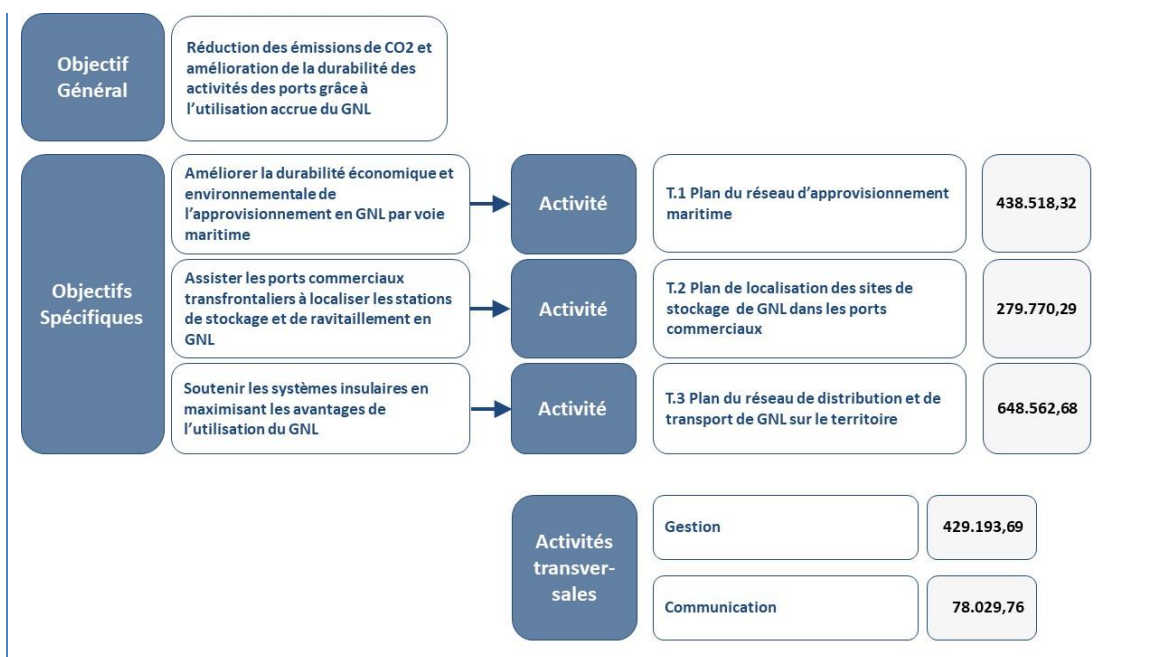 Objectif
Général
Réduction des émissions de CO2 et
amélioration de la durabilité des
activités des ports grâce à
l'utilisation accrue du GNL
Objectifs
Spécifiques
Améliorer la durabilité économique et
environnementale de
l'approvisionnement en GNL par voie
maritime
Activité
T.1 Plan du réseau d'approvisionnement
maritime
438.518,32
Assister les ports commerciaux
transfrontaliers à localiser les stations
de stockage et de ravitaillement en
GNL
Activité
T.2 Plan de localisation des sites de
stockage de GNL dans les ports
commerciaux
279.770,29
Soutenir les systèmes insulaires en
maximisant les avantages de
l'utilisation du GNL
Activité
T.3 Plan du réseau de distribution et de
transport de GNL sur le territoire
648.562,68
Activités
transver-
sales
Gestion
429.193,69
Communication
78.029,76